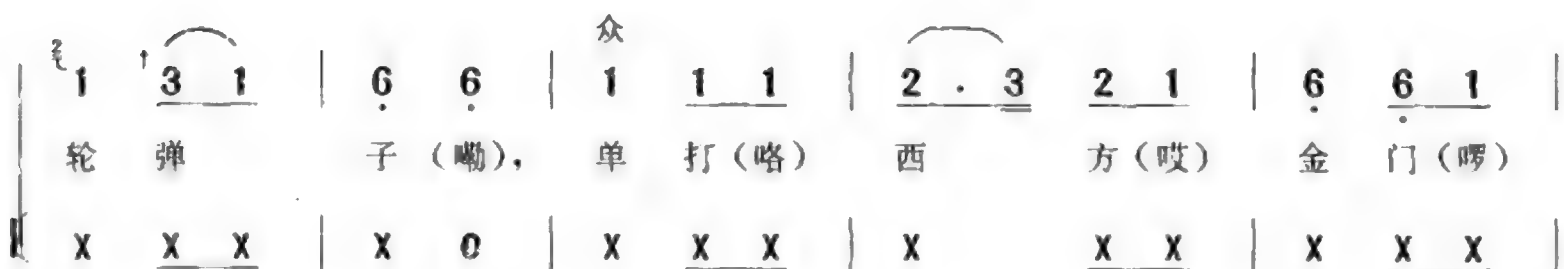 众
2 1 ↑3 1 | 6 6 | 1 1 1 | 2 . 3 2 1 | 6 6 1 |
轮 弹 子（嘞），单 打（咯）西 方（哎）金 门（啰）
X X X | X 0 | X X X | X X X | X X X |